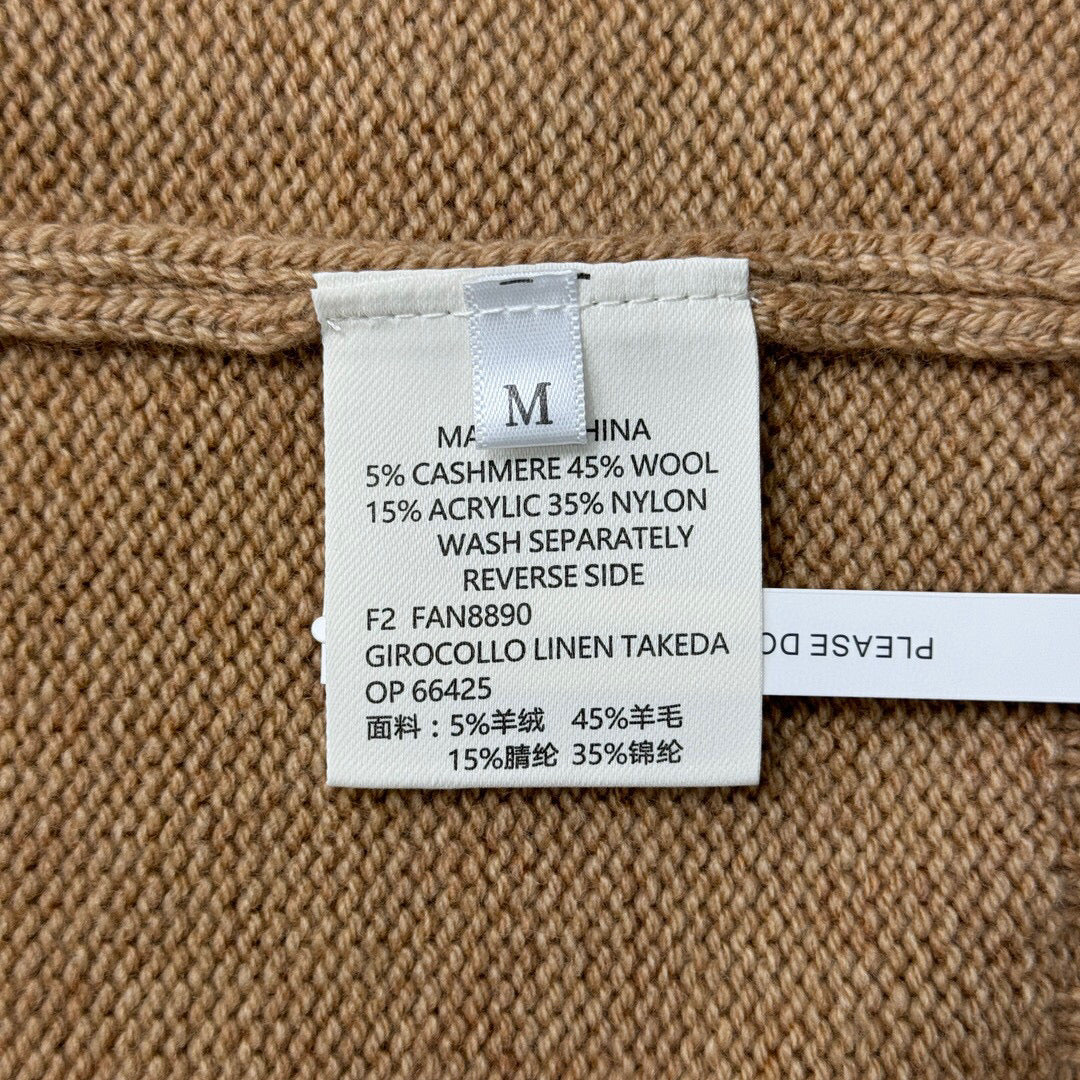 M
MA HINA
5% CASHMERE 45% WOOL
15% ACRYLIC 35% NYLON
WASH SEPARATELY
REVERSE SIDE
F2 FAN8890
GIROCOLLO LINEN TAKEDA
OP 66425
面料：5%羊绒 45%羊毛
15%腈纶 35%锦纶
PLEASE DO